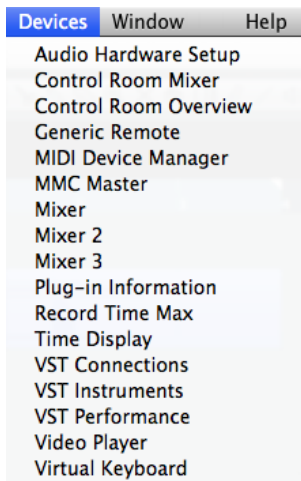 Devices Window Help
Audio Hardware Setup
Control Room Mixer
Control Room Overview
Generic Remote
MIDI Device Manager
MMC Master
Mixer
Mixer 2
Mixer 3
Plug-in Information
Record Time Max
Time Display
VST Connections
VST Instruments
VST Performance
Video Player
Virtual Keyboard